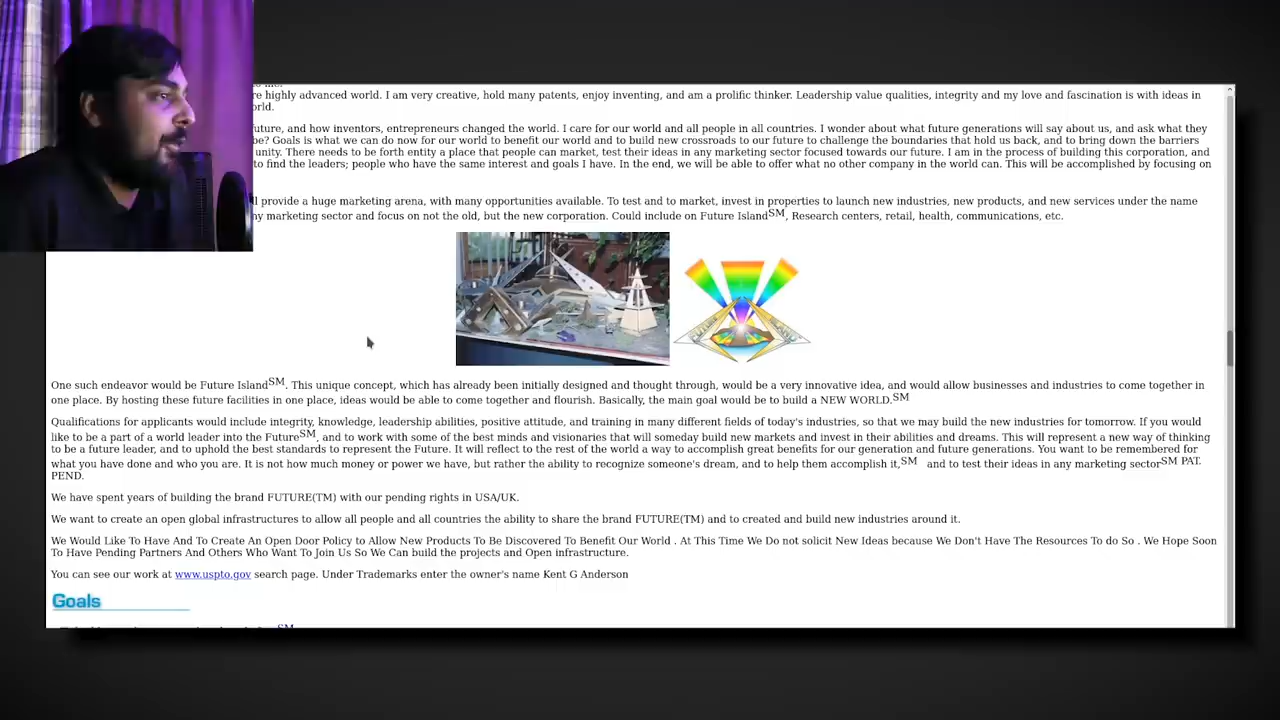 re highly advanced world. I am very creative, hold many patents, enjoy inventing, and am a prolific thinker. Leadership value qualities, integrity and my love and fascination is with ideas in
orld.
future, and how inventors, entrepreneurs changed the world. I care for our world and all people in all countries. I wonder about what future generations will say about us, and ask what they
be? Goals is what we can do now for our world to benefit our world and to build new crossroads to our future to challenge the boundaries that hold us back, and to bring down the barriers
unity. There needs to be forth entity a place that people can market, test their ideas in any marketing sector focused towards our future. I am in the process of building this corporation, and
to find the leaders; people who have the same interest and goals I have. In the end, we will be able to offer what no other company in the world can. This will be accomplished by focusing on
ll provide a huge marketing arena, with many opportunities available. To test and to market, invest in properties to launch new industries, new products, and new services under the name
ny marketing sector and focus on not the old, but the new corporation. Could include on Future IslandSM, Research centers, retail, health, communications, etc.
One such endeavor would be Future IslandSM. This unique concept, which has already been initially designed and thought through, would be a very innovative idea, and would allow businesses and industries to come together in
one place. By hosting these future facilities in one place, ideas would be able to come together and flourish. Basically, the main goal would be to build a NEW WORLD.SM
Qualifications for applicants would include integrity, knowledge, leadership abilities, positive attitude, and training in many different fields of today's industries, so that we may build the new industries for tomorrow. If you would
like to be a part of a world leader into the FutureSM, and to work with some of the best minds and visionaries that will someday build new markets and invest in their abilities and dreams. This will represent a new way of thinking
to be a future leader, and to uphold the best standards to represent the Future. It will reflect to the rest of the world a way to accomplish great benefits for our generation and future generations. You want to be remembered for
what you have done and who you are. It is not how much money or power we have, but rather the ability to recognize someone's dream, and to help them accomplish it,SM and to test their ideas in any marketing sectorSM PAT.
PEND.
We have spent years of building the brand FUTURE(TM) with our pending rights in USA/UK.
We want to create an open global infrastructures to allow all people and all countries the ability to share the brand FUTURE(TM) and to created and build new industries around it.
We Would Like To Have And To Create An Open Door Policy to Allow New Products To Be Discovered To Benefit Our World . At This Time We Do not solicit New Ideas because We Don't Have The Resources To do So . We Hope Soon
To Have Pending Partners And Others Who Want To Join Us So We Can build the projects and Open infrastructure.
You can see our work at www.uspto.gov search page. Under Trademarks enter the owner's name Kent G Anderson
Goals